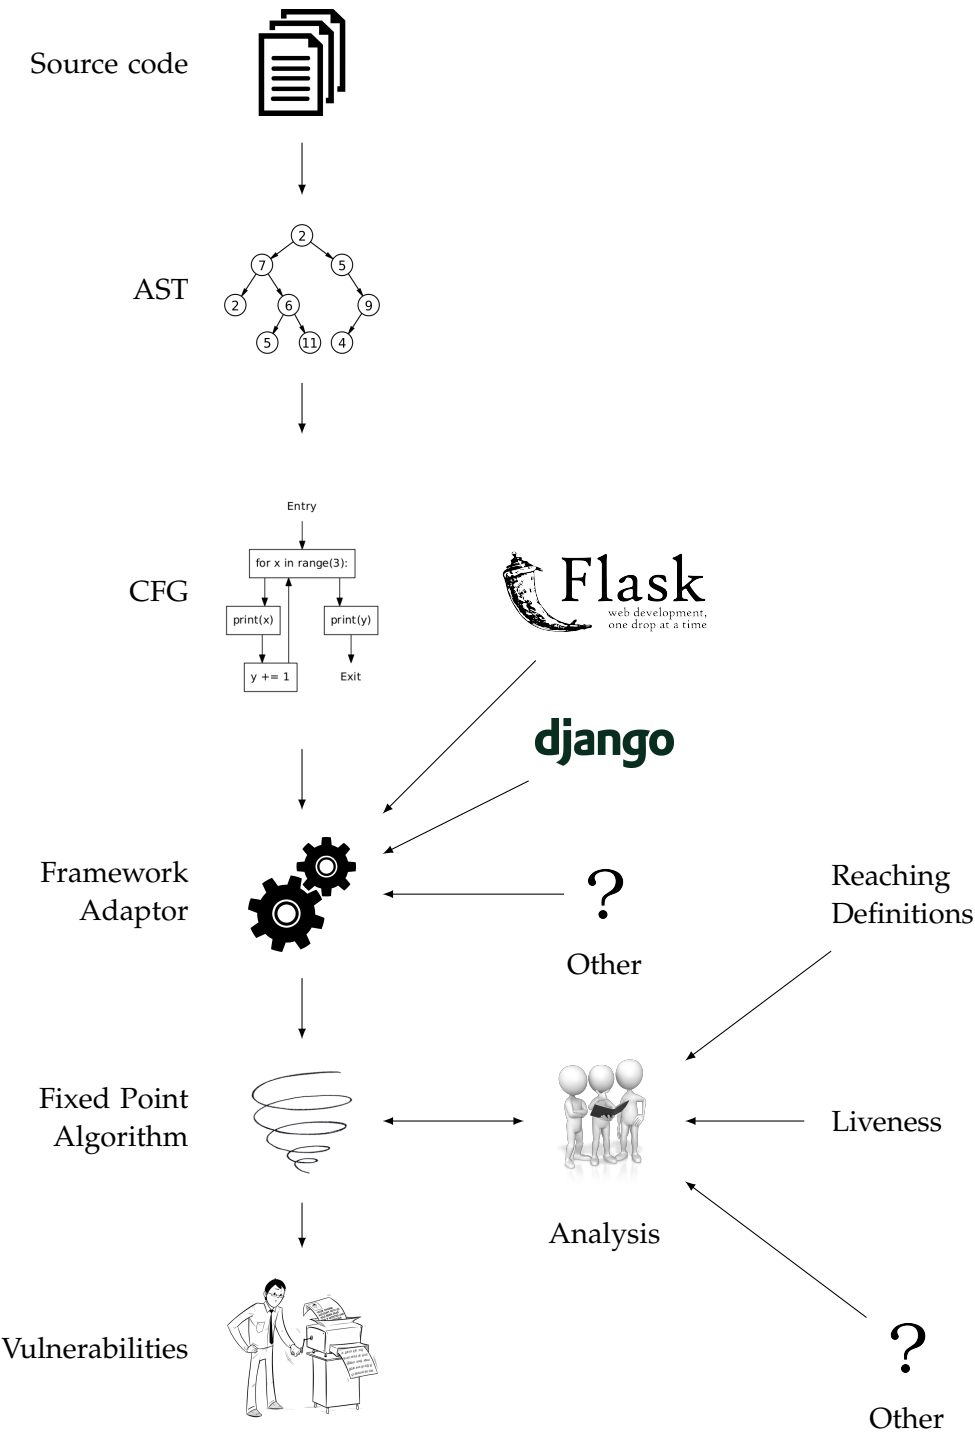 Source code
2
7
5
2
6
9
5
11
4
AST
Entry
for x in range(3):
print(x)
print(y)
y += 1
Exit
CFG
Flask
web development,
one drop at a time
django
Framework
Adaptor
?
Other
Reaching
Definitions
Fixed Point
Algorithm
Analysis
Liveness
Vulnerabilities
?
Other